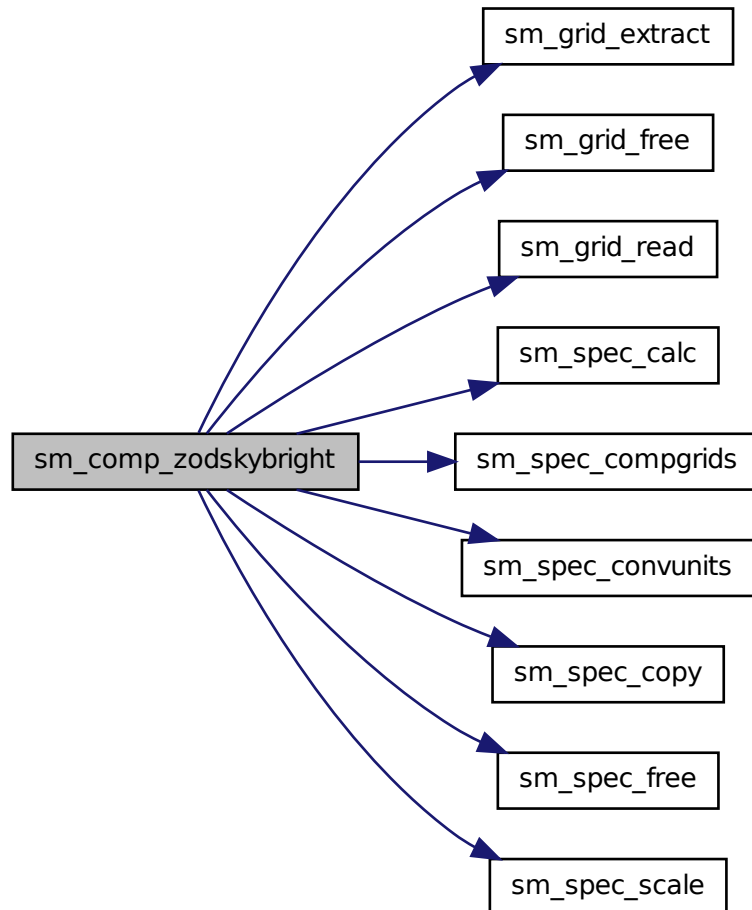 sm_grid_extract
sm_grid_free
sm_grid_read
sm_spec_calc
sm_comp_zodskybright
sm_spec_compgrids
sm_spec_convunits
sm_spec_copy
sm_spec_free
sm_spec_scale